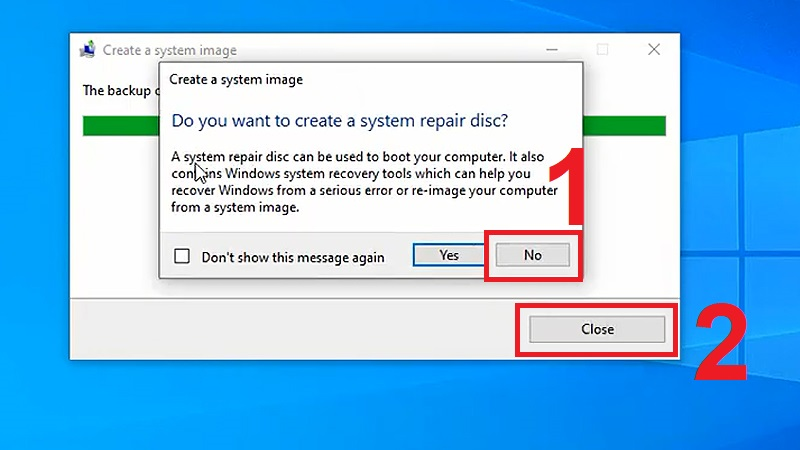 Create a system image
The backup
Create a system image
Do you want to create a system repair disc?
A system repair disc can be used to boot your computer. It also
contains Windows system recovery tools which can help you
recover Windows from a serious error or re-image your computer
from a system image.
1
Don't show this message again
Yes
No
Close
2